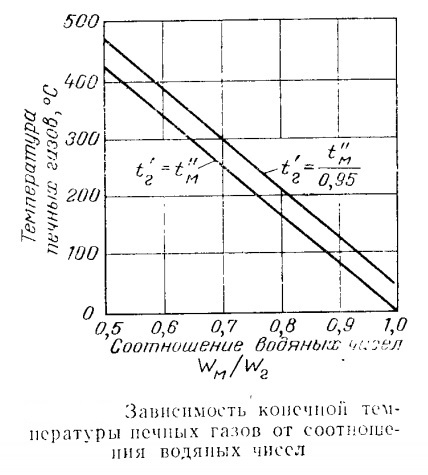 500
400
300
200
100
0
Температура
печных газов, °С
t'г = t''м
t'г = t''м / 0,95
0,5 0,6 0,7 0,8 0,9 1,0
Соотношение водяных чисел
Wм/Wг
Зависимость конечной тем-
пературы печных газов от соотноше-
ния водяных чисел